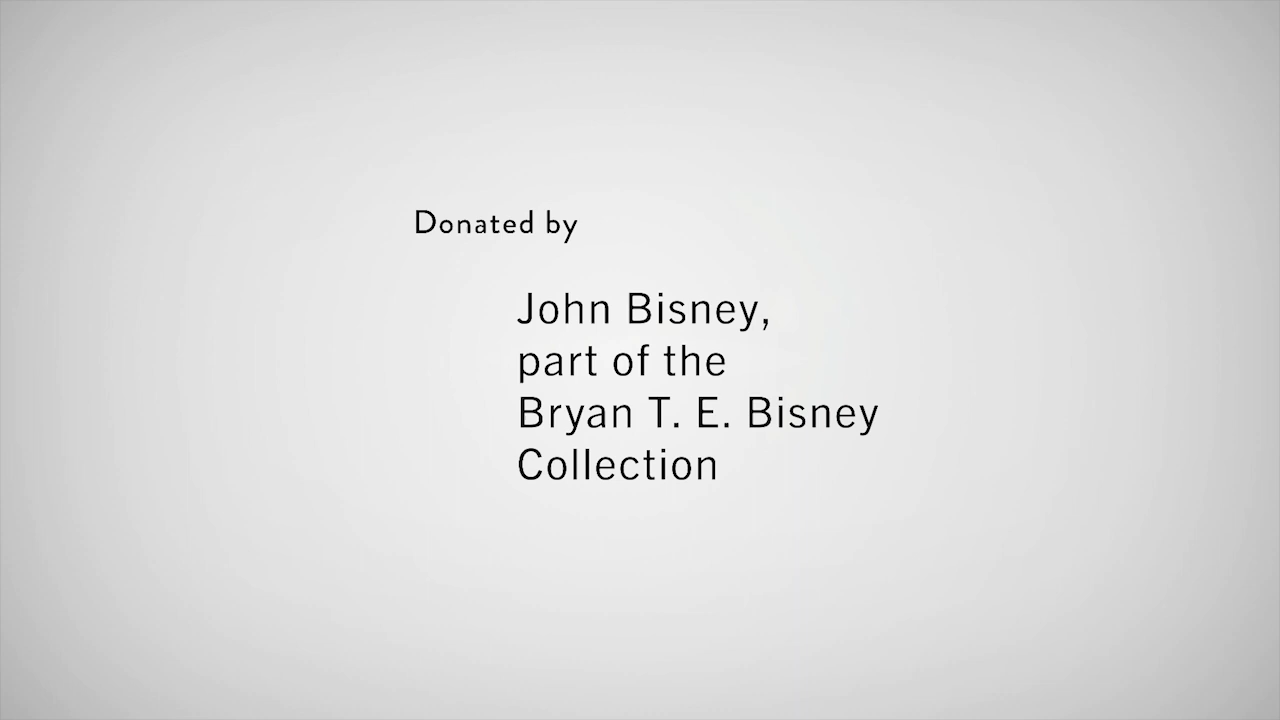 Donated by
John Bisney,
part of the
Bryan T. E. Bisney
Collection